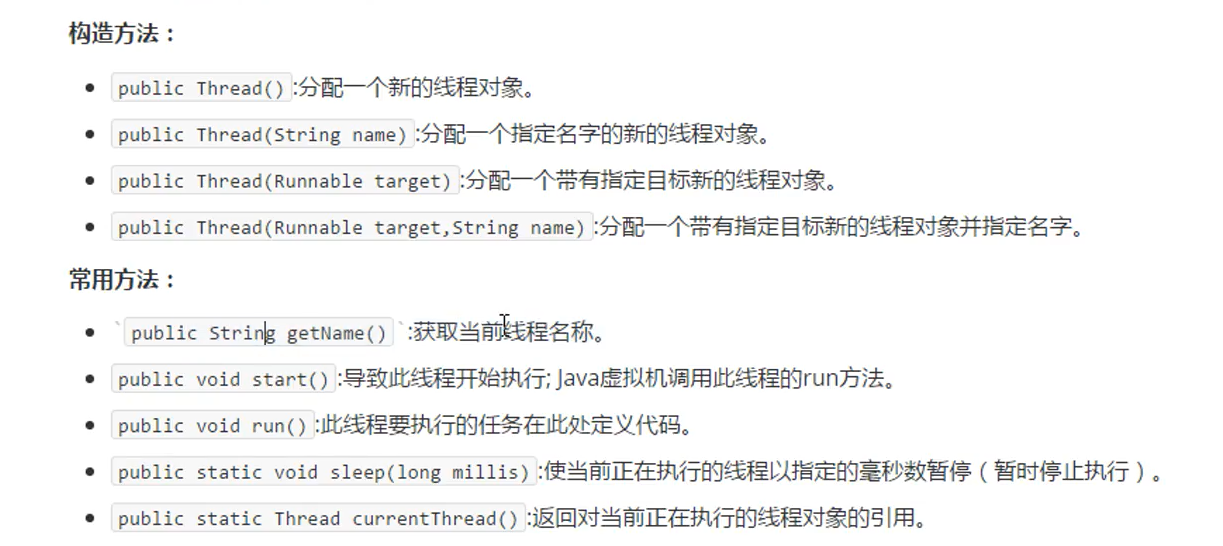 构造方法：
public Thread():分配一个新的线程对象。
public Thread(String name):分配一个指定名字的新的线程对象。
public Thread(Runnable target):分配一个带有指定目标新的线程对象。
public Thread(Runnable target,String name):分配一个带有指定目标新的线程对象并指定名字。
常用方法：
`public String getName()`:获取当前线程名称。
public void start():导致此线程开始执行; Java虚拟机调用此线程的run方法。
public void run():此线程要执行的任务在此处定义代码。
public static void sleep(long millis):使当前正在执行的线程以指定的毫秒数暂停（暂时停止执行）。
public static Thread currentThread():返回对当前正在执行的线程对象的引用。